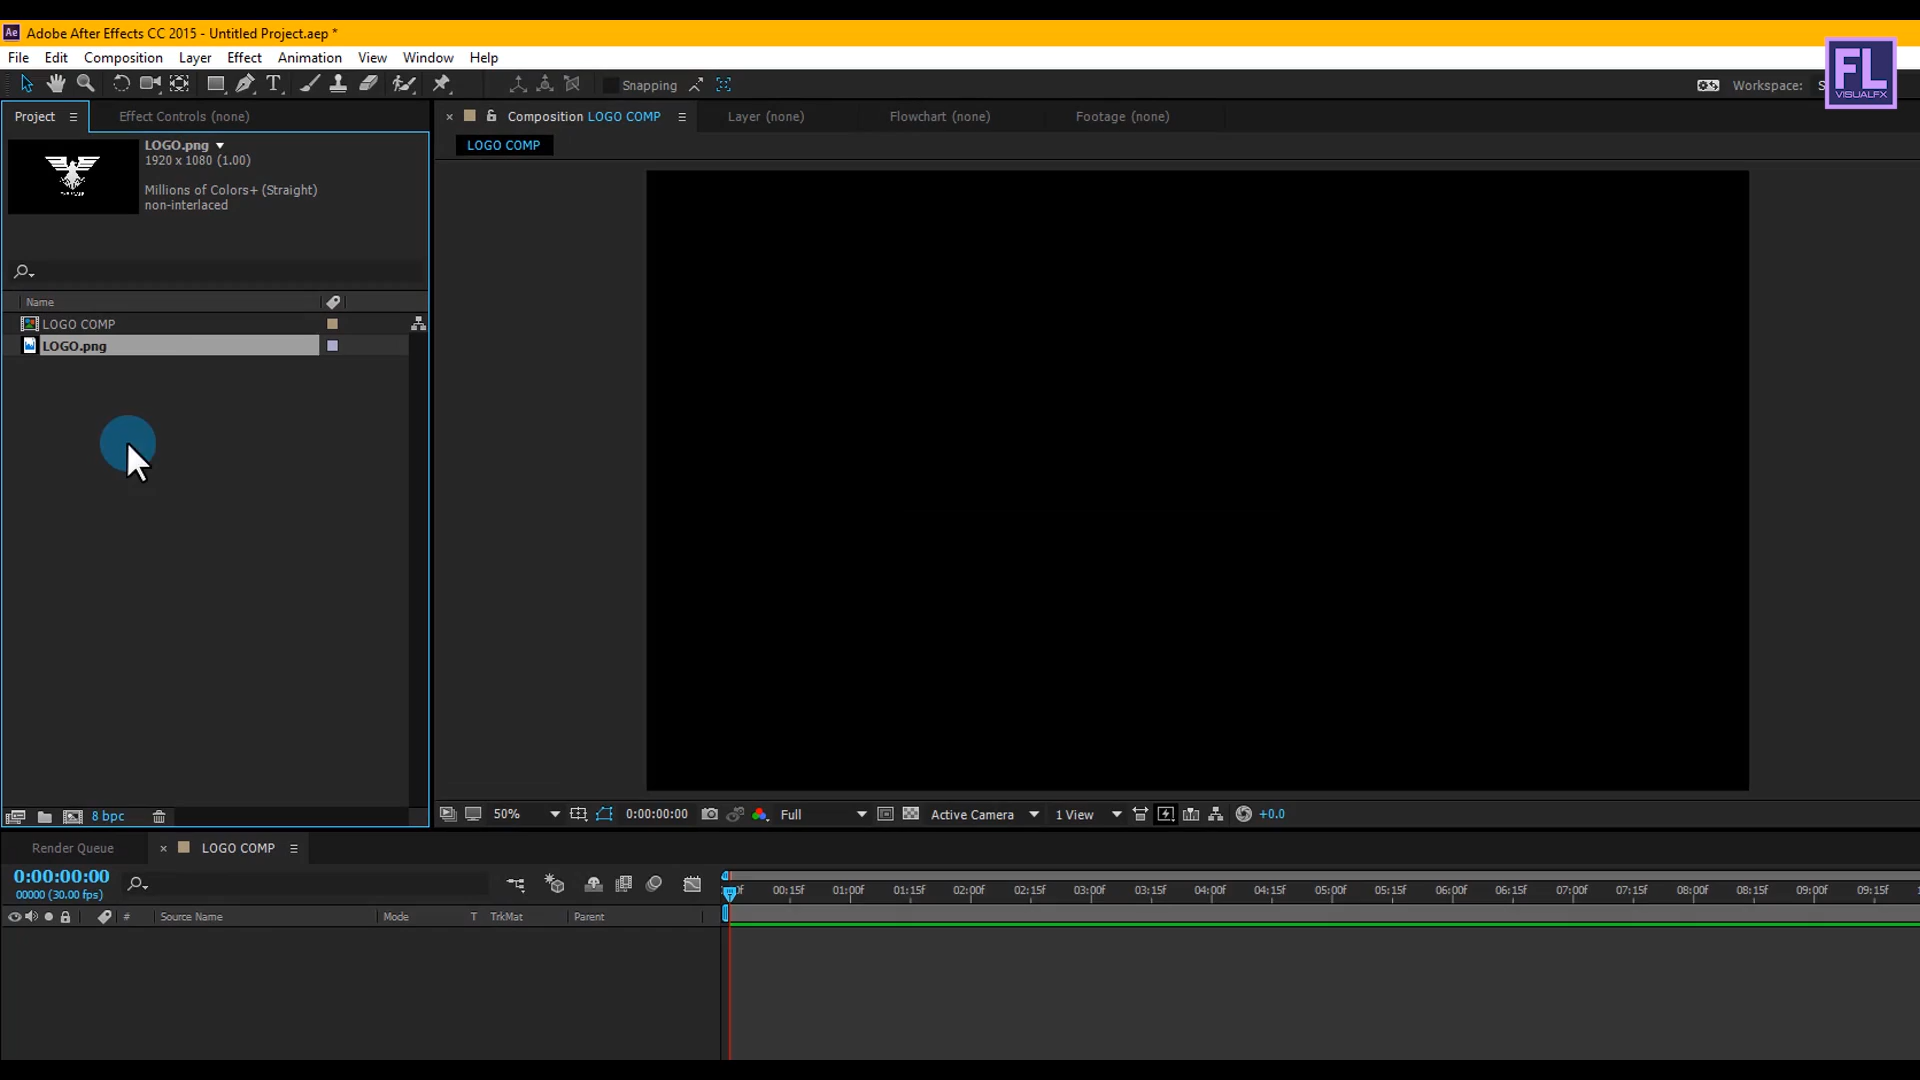 Ae Adobe After Effects CC 2015 - Untitled Project.aep *
File Edit Composition Layer Effect Animation View Window Help
Snapping
Workspace: S
FL
VISUALFX
Project Effect Controls (none)
LOGO.png
1920 x 1080 (1.00)
Millions of Colors+ (Straight)
non-interlaced
Name
LOGO COMP
LOGO.png
8 bpc
× Composition LOGO COMP Layer (none) Flowchart (none) Footage (none)
LOGO COMP
50% 0:00:00:00 Full Active Camera 1 View +0.0
Render Queue × LOGO COMP
0:00:00:00
00000 (30.00 fps)
# Source Name Mode T TrkMat Parent
00:15f 01:00f 01:15f 02:00f 02:15f 03:00f 03:15f 04:00f 04:15f 05:00f 05:15f 06:00f 06:15f 07:00f 07:15f 08:00f 08:15f 09:00f 09:15f